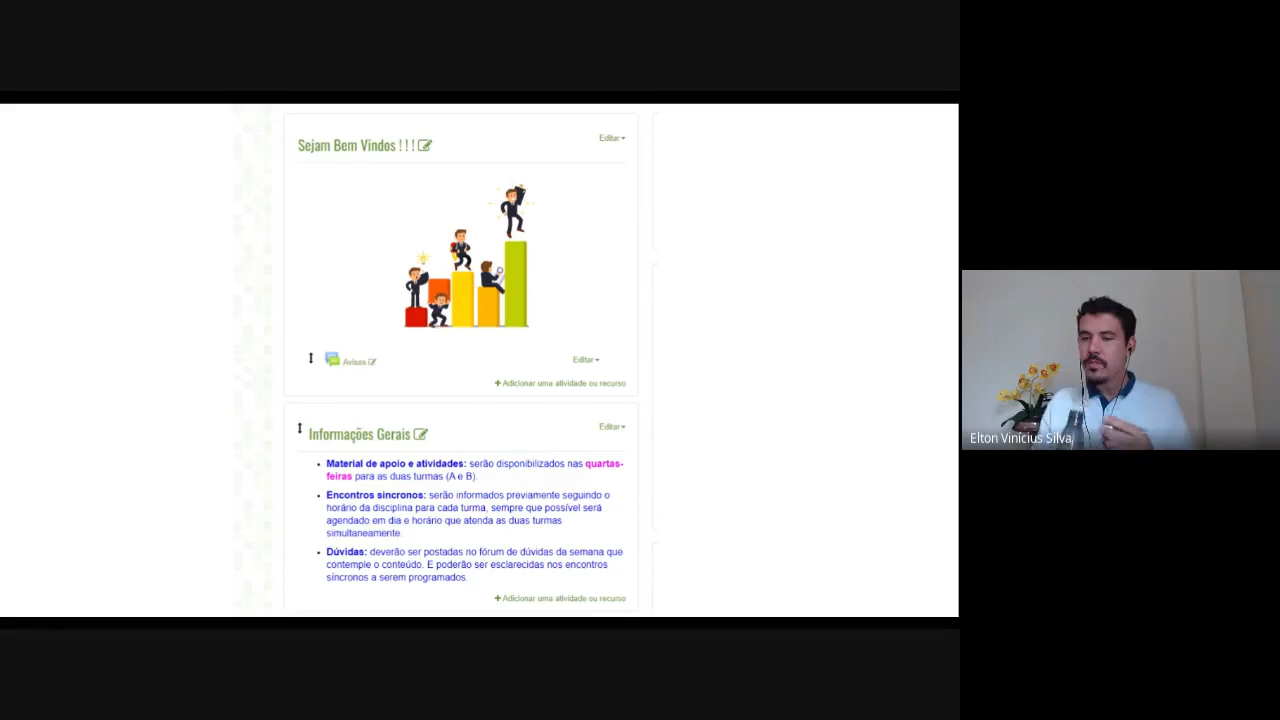 Sejam Bem Vindos ! ! !
Editar
Avisos
Editar
+ Adicionar uma atividade ou recurso
Informações Gerais
Editar
• Material de apoio e atividades: serão disponibilizados nas quartas-
feiras para as duas turmas (A e B).
• Encontros síncronos: serão informados previamente seguindo o
horário da disciplina para cada turma, sempre que possível será
agendado em dia e horário que atenda as duas turmas
simultaneamente.
• Dúvidas: deverão ser postadas no fórum de dúvidas da semana que
contemple o conteúdo. E poderão ser esclarecidas nos encontros
síncronos a serem programados.
+ Adicionar uma atividade ou recurso
Elton Vinícius Silva